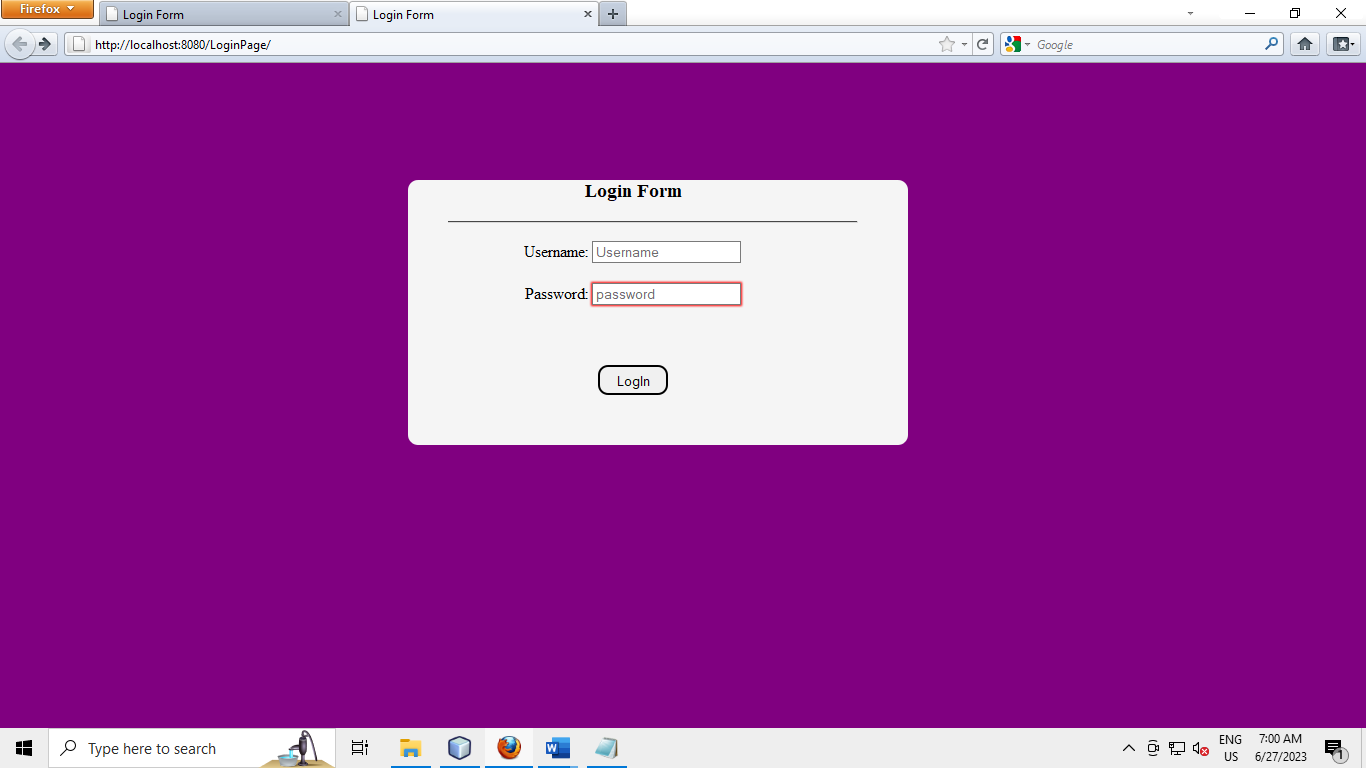 Firefox
Login Form
Login Form
http://localhost:8080/LoginPage/
Google
Login Form
Username: Username
Password: password
LogIn
Type here to search
ENG
US
7:00 AM
6/27/2023
1